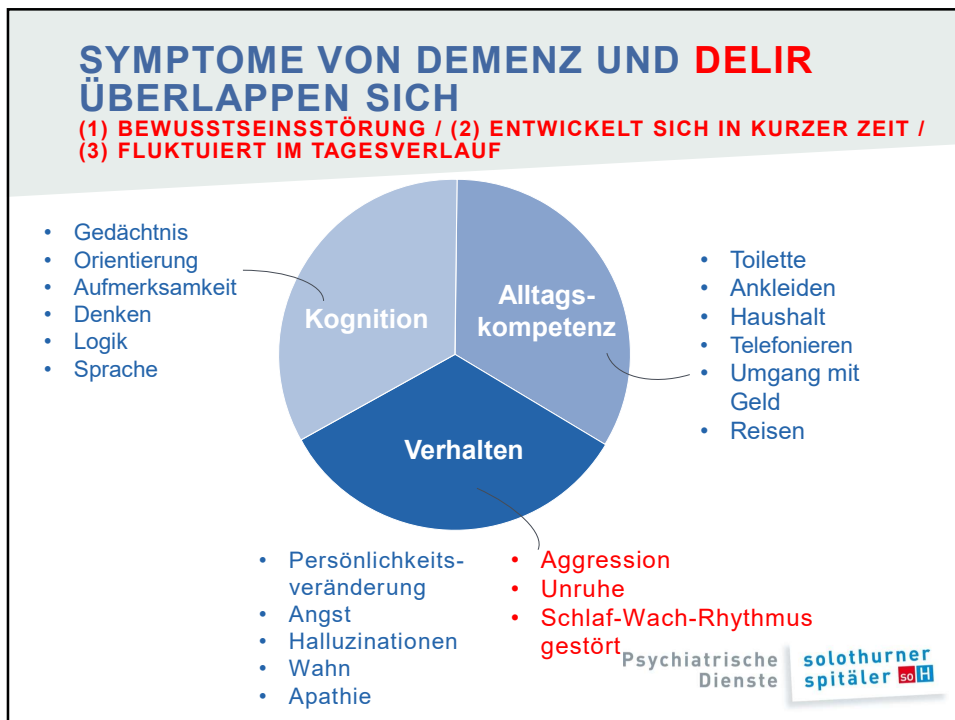 SYMPTOME VON DEMENZ UND DELIR
ÜBERLAPPEN SICH
(1) BEWUSSTSEINSSTÖRUNG / (2) ENTWICKELT SICH IN KURZER ZEIT /
(3) FLUKTUIERT IM TAGESVERLAUF
• Gedächtnis
• Orientierung
• Aufmerksamkeit
• Denken
• Logik
• Sprache
Kognition
Alltags-
kompetenz
• Toilette
• Ankleiden
• Haushalt
• Telefonieren
• Umgang mit
Geld
• Reisen
Verhalten
• Persönlichkeits-
veränderung
• Angst
• Halluzinationen
• Wahn
• Apathie
• Aggression
• Unruhe
• Schlaf-Wach-Rhythmus
gestört
Psychiatrische
Dienste
solothurner
spitäler so H